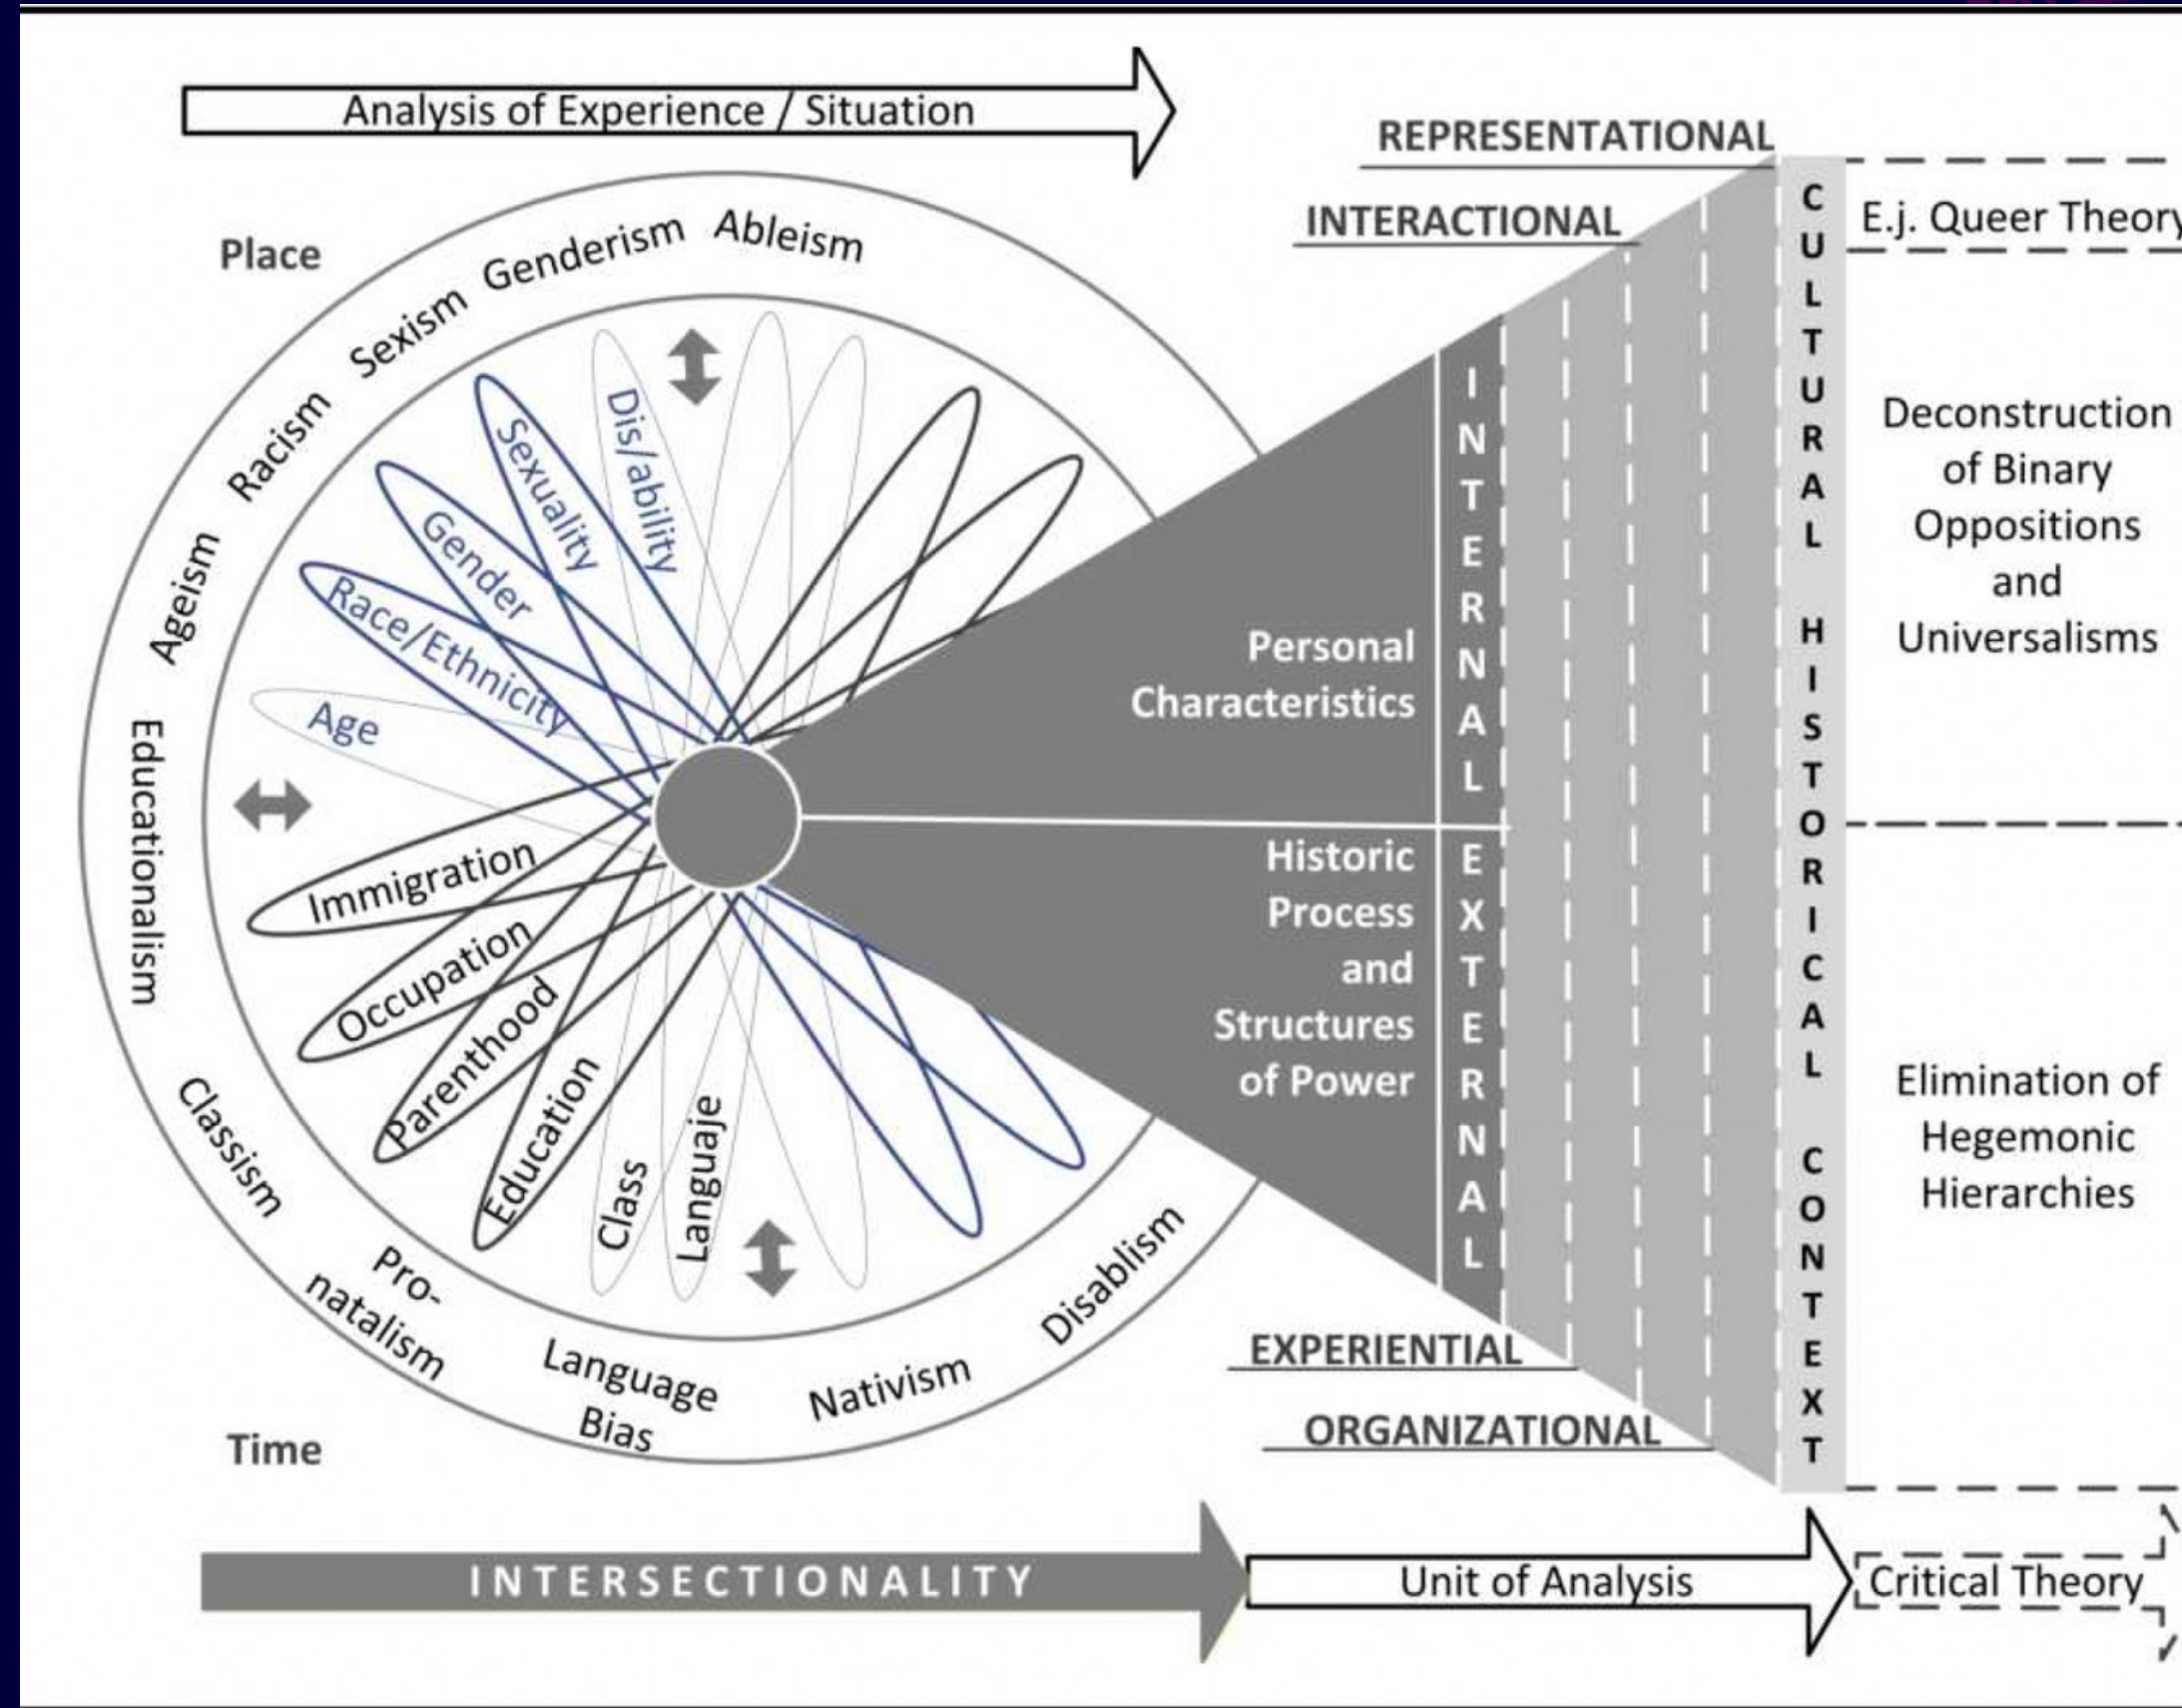 Analysis of Experience / Situation
Place
Ageism
Racism
Sexism
Genderism
Ableism
Educationalism
Classism
Pro-
natalism
Language
Bias
Nativism
Disablism
Time
Dis/ability
Sexuality
Gender
Race/Ethnicity
Age
Immigration
Occupation
Parenthood
Education
Class
Languaje
REPRESENTATIONAL
INTERACTIONAL
Personal
Characteristics
INTERNAL
Historic
Process
and
Structures
of Power
EXTERNAL
EXPERIENTIAL
ORGANIZATIONAL
CULTURAL HISTORICAL CONTEXT
E.j. Queer Theory
Deconstruction
of Binary
Oppositions
and
Universalisms
Elimination of
Hegemonic
Hierarchies
INTERSECTIONALITY
Unit of Analysis
Critical Theory